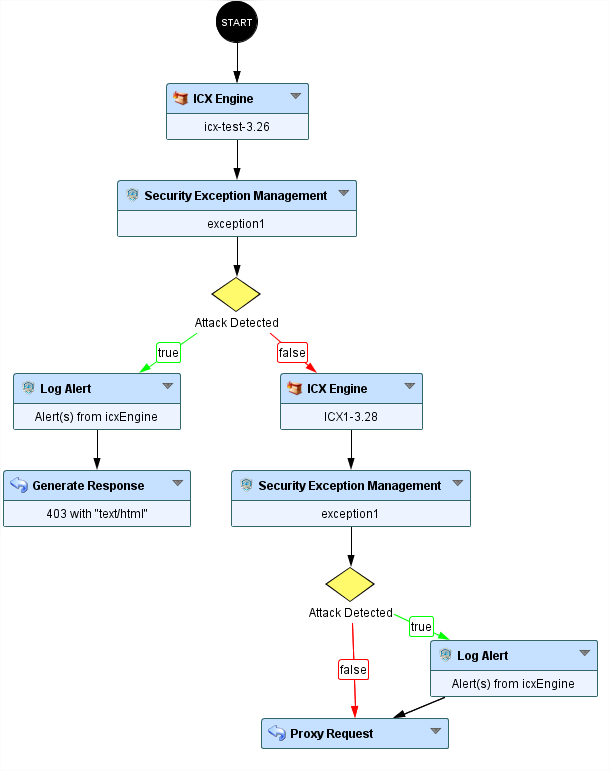 START
ICX Engine
icx-test-3.26
Security Exception Management
exception1
Attack Detected
true
false
Log Alert
Alert(s) from icxEngine
ICX Engine
ICX1-3.28
Generate Response
403 with "text/html"
Security Exception Management
exception1
Attack Detected
true
false
Log Alert
Alert(s) from icxEngine
Proxy Request